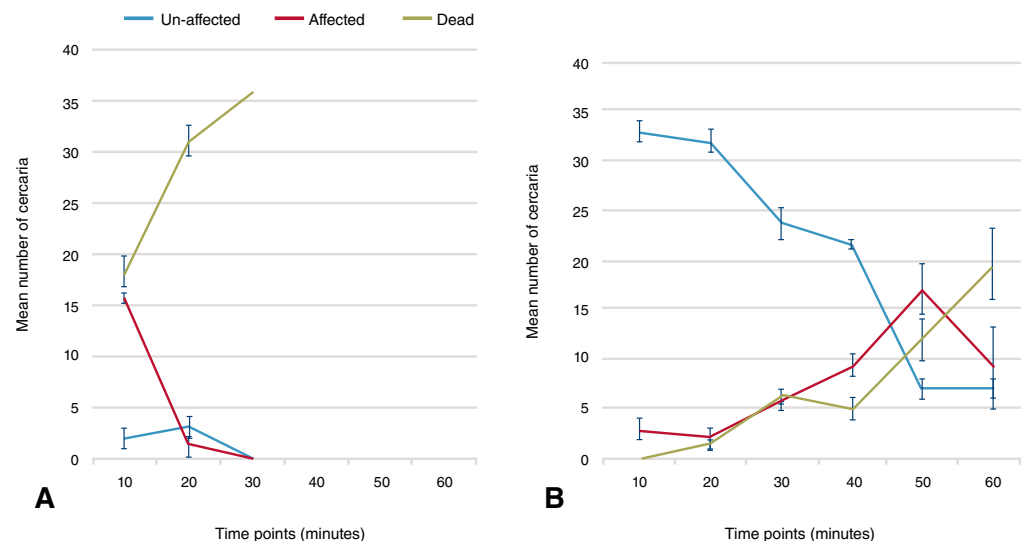 Un-affected Affected Dead
40
35
30
25
20
15
10
5
0
10 20 30 40 50 60
Mean number of cercaria
Time points (minutes)
A
40
35
30
25
20
15
10
5
0
10 20 30 40 50 60
Mean number of cercaria
Time points (minutes)
B